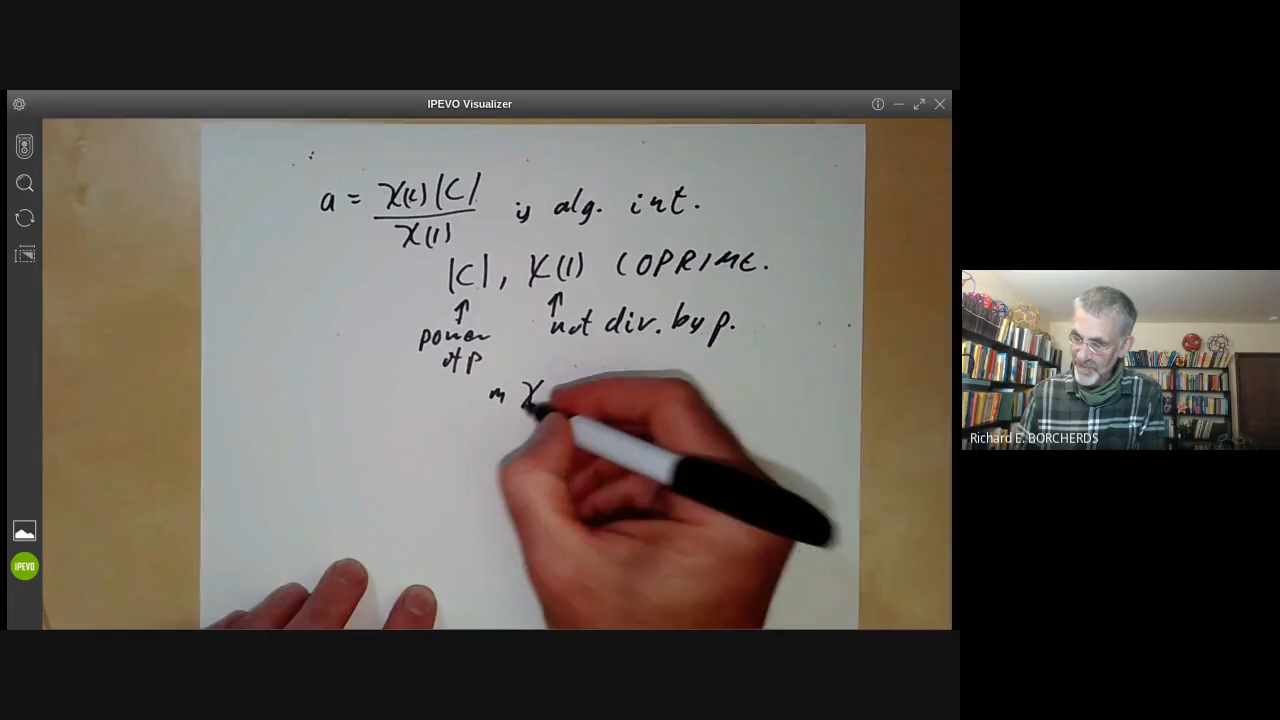 IPEVO Visualizer
a = χ(c) |C| / χ(1) is alg. int.
|C|, χ(1) COPRIME.
power of p
not div. by p.
m χ
Richard E. BORCHERDS
IPEVO